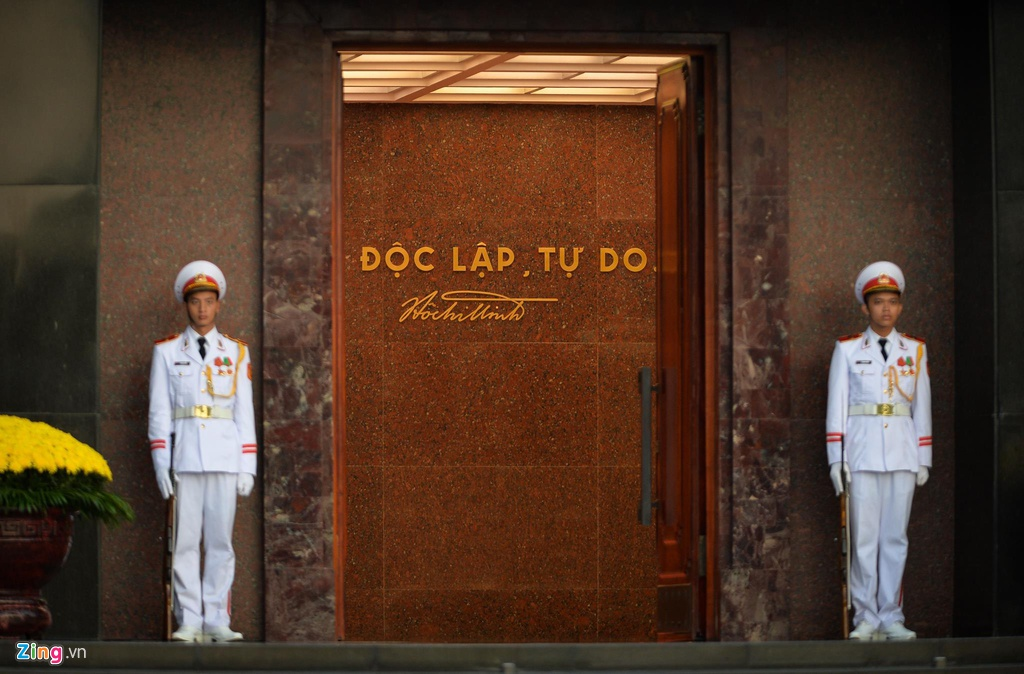 ĐỘC LẬP, TỰ DO.
Hồ Chí Minh
Zing.vn